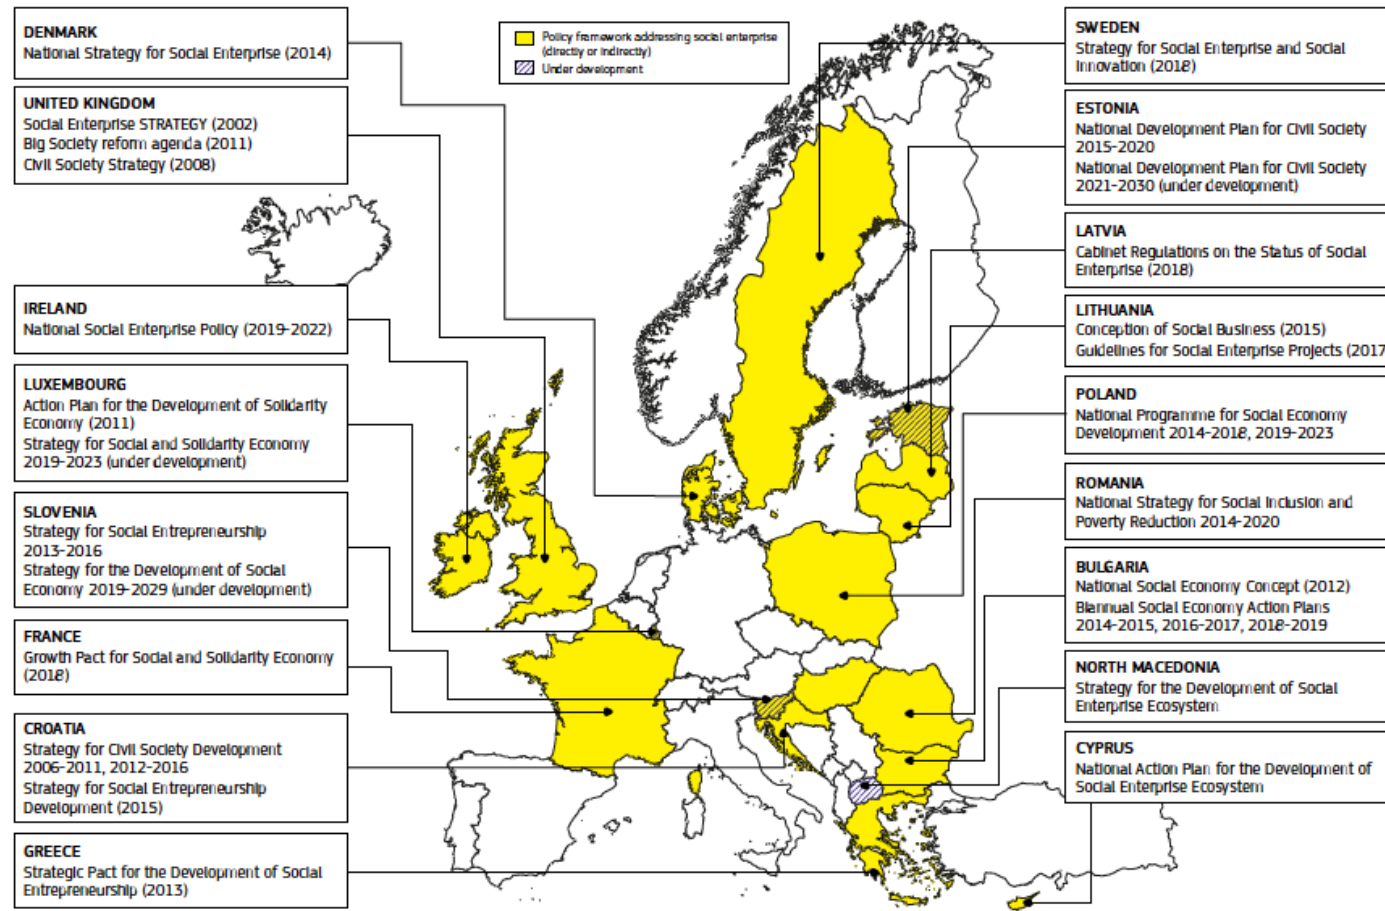 DENMARK
National Strategy for Social Enterprise (2014)
UNITED KINGDOM
Social Enterprise STRATEGY (2002)
Big Society reform agenda (2011)
Civil Society Strategy (2008)
IRELAND
National Social Enterprise Policy (2019-2022)
LUXEMBOURG
Action Plan for the Development of Solidarity
Economy (2011)
Strategy for Social and Solidarity Economy
2019-2023 (under development)
SLOVENIA
Strategy for Social Entrepreneurship
2013-2016
Strategy for the Development of Social
Economy 2019-2029 (under development)
FRANCE
Growth Pact for Social and Solidarity Economy
(2018)
CROATIA
Strategy for Civil Society Development
2006-2011, 2012-2016
Strategy for Social Entrepreneurship
Development (2015)
GREECE
Strategic Pact for the Development of Social
Entrepreneurship (2013)
Policy framework addressing social enterprise
(directly or indirectly)
Under development
SWEDEN
Strategy for Social Enterprise and Social
Innovation (2018)
ESTONIA
National Development Plan for Civil Society
2015-2020
National Development Plan for Civil Society
2021-2030 (under development)
LATVIA
Cabinet Regulations on the Status of Social
Enterprise (2018)
LITHUANIA
Conception of Social Business (2015)
Guidelines for Social Enterprise Projects (2017
POLAND
National Programme for Social Economy
Development 2014-2018, 2019-2023
ROMANIA
National Strategy for Social Inclusion and
Poverty Reduction 2014-2020
BULGARIA
National Social Economy Concept (2012)
Biannual Social Economy Action Plans
2014-2015, 2016-2017, 2018-2019
NORTH MACEDONIA
Strategy for the Development of Social
Enterprise Ecosystem
CYPRUS
National Action Plan for the Development of
Social Enterprise Ecosystem